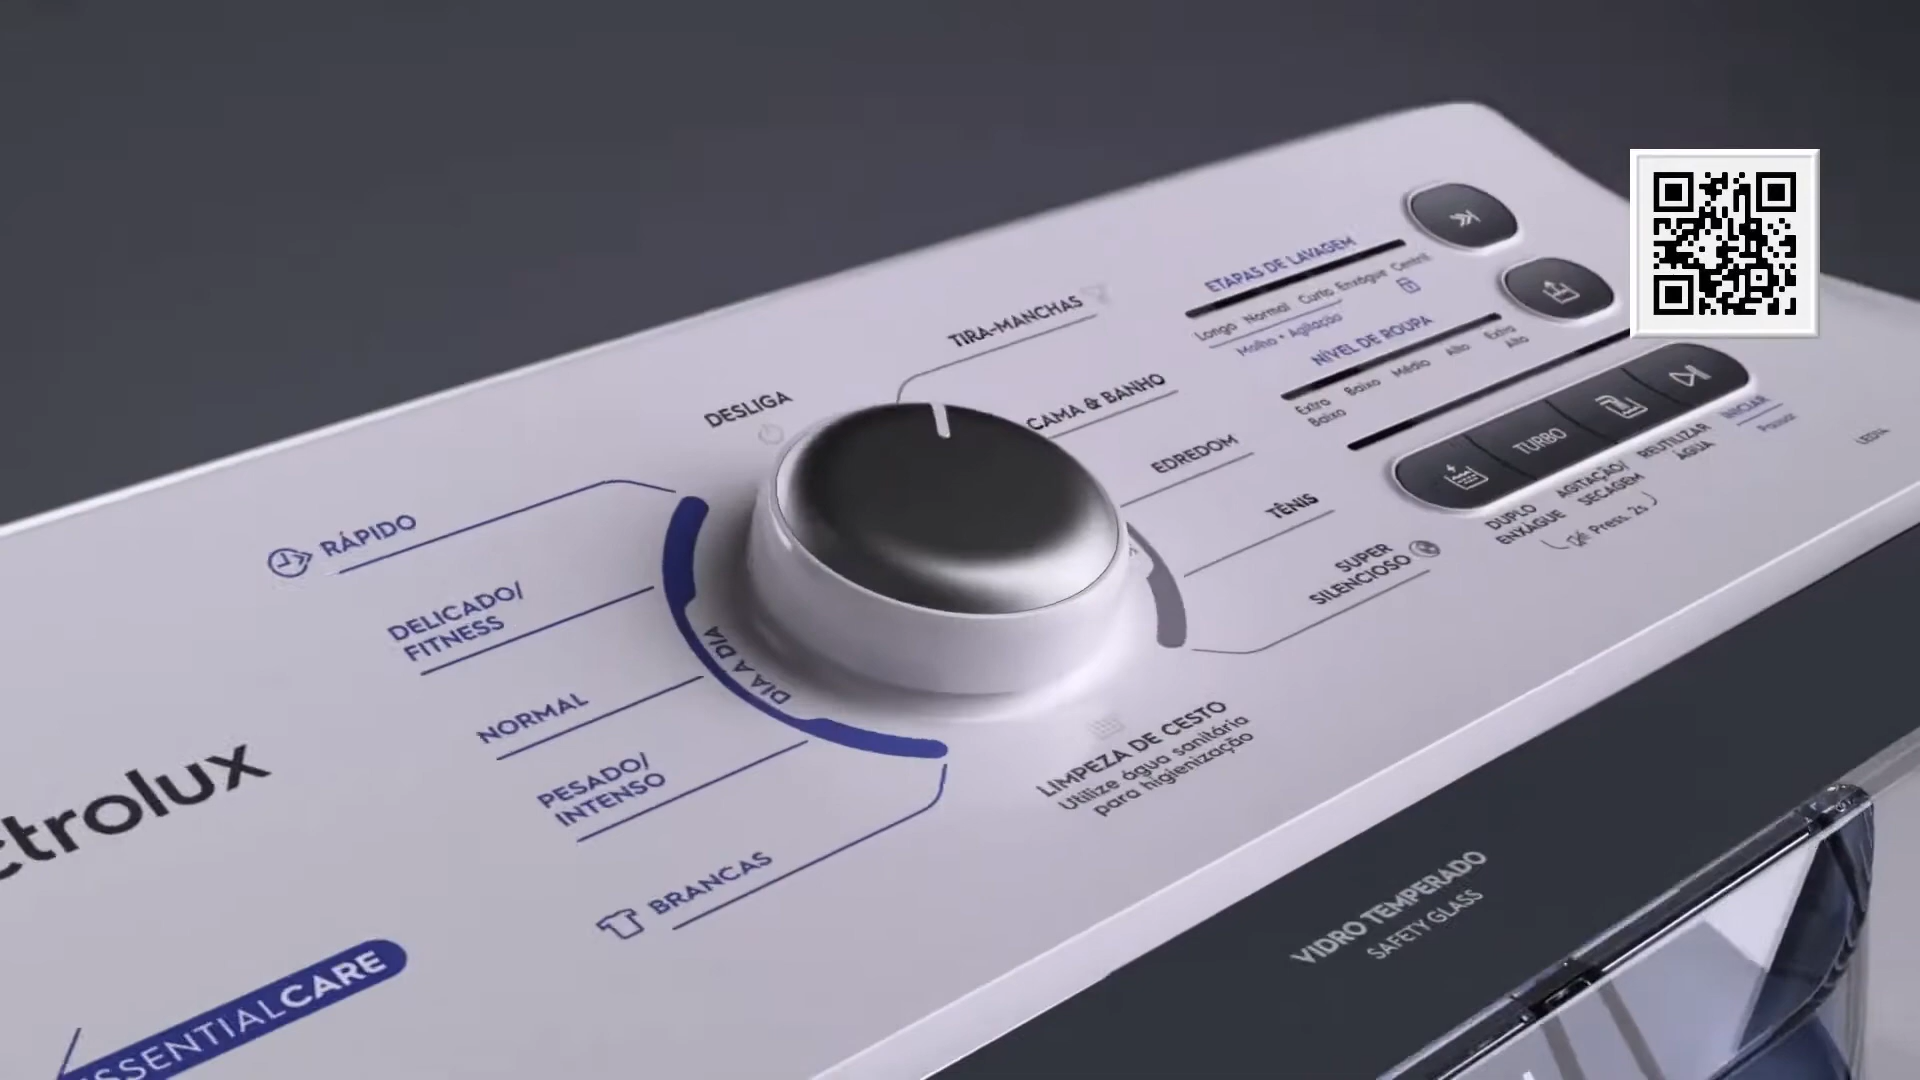 ctrolux
ESSENTIALCARE
RÁPIDO
DELICADO/
FITNESS
NORMAL
PESADO/
INTENSO
BRANCAS
DIA A DIA
DESLIGA
TIRA-MANCHAS
CAMA & BANHO
EDREDOM
TÊNIS
SUPER
SILENCIOSO
LIMPEZA DE CESTO
Utilize água sanitária
para higienização
ETAPAS DE LAVAGEM
Longo Normal Curto Enxágue Centrif.
Molho + Agitação
NÍVEL DE ROUPA
Extra
Baixo
Baixo
Médio
Alto
Extra
Alto
TURBO
DUPLO
ENXÁGUE
AGITAÇÃO/
SECAGEM
REUTILIZAR
ÁGUA
INICIAR
Pausar
Press. 2s
VIDRO TEMPERADO
SAFETY GLASS